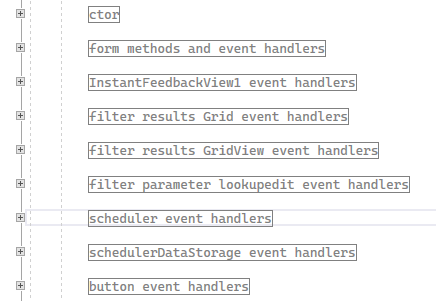 ctor
form methods and event handlers
InstantFeedbackView1 event handlers
filter results Grid event handlers
filter results GridView event handlers
filter parameter lookupedit event handlers
scheduler event handlers
schedulerDataStorage event handlers
button event handlers